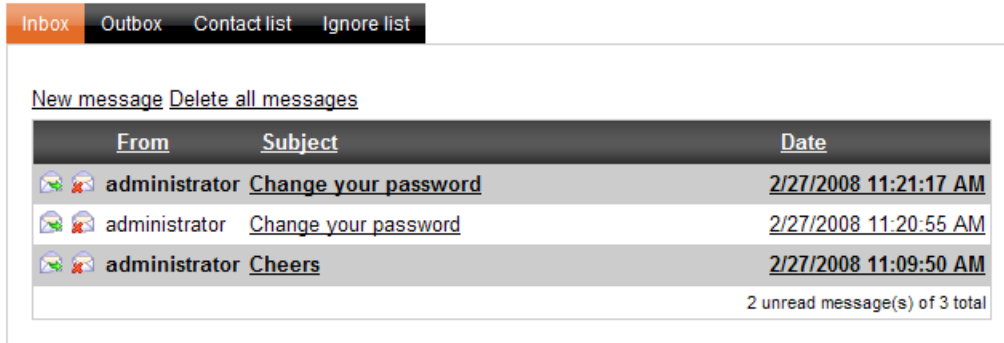 Inbox Outbox Contact list Ignore list
New message Delete all messages
From Subject Date
administrator Change your password 2/27/2008 11:21:17 AM
administrator Change your password 2/27/2008 11:20:55 AM
administrator Cheers 2/27/2008 11:09:50 AM
2 unread message(s) of 3 total